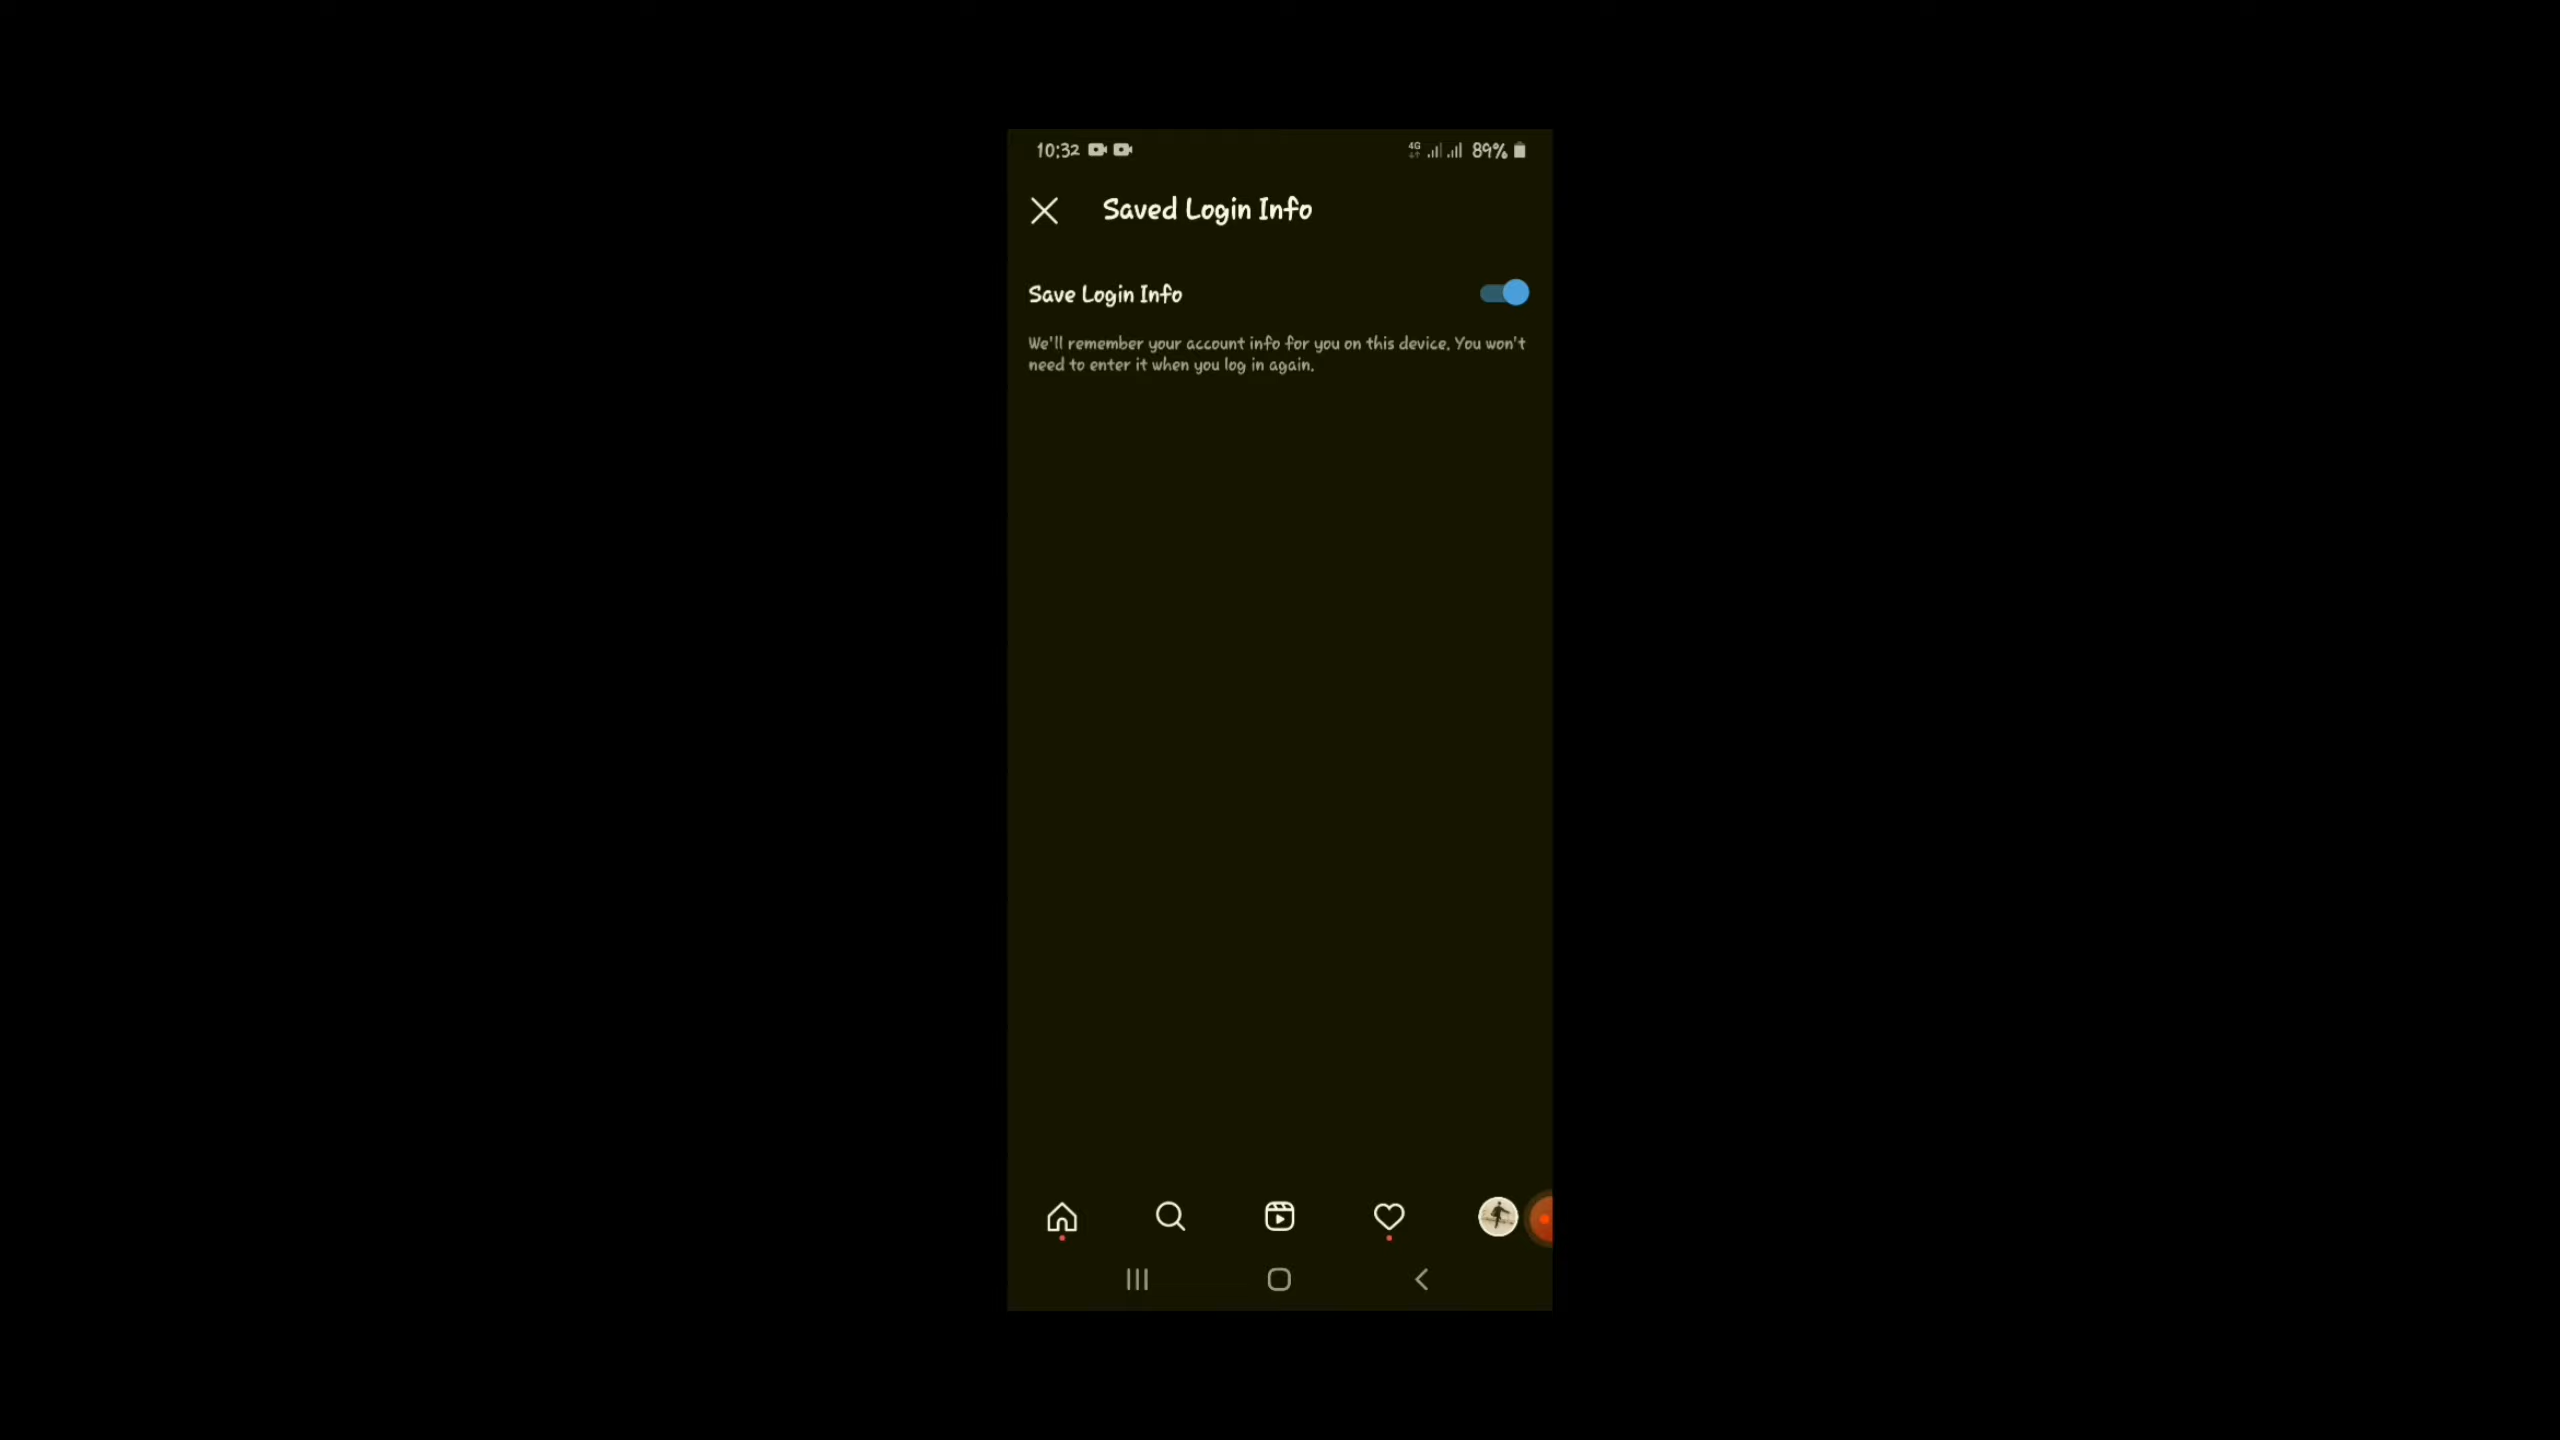 10:32
4G 89%
Saved Login Info
Save Login Info
We'll remember your account info for you on this device. You won't
need to enter it when you log in again.